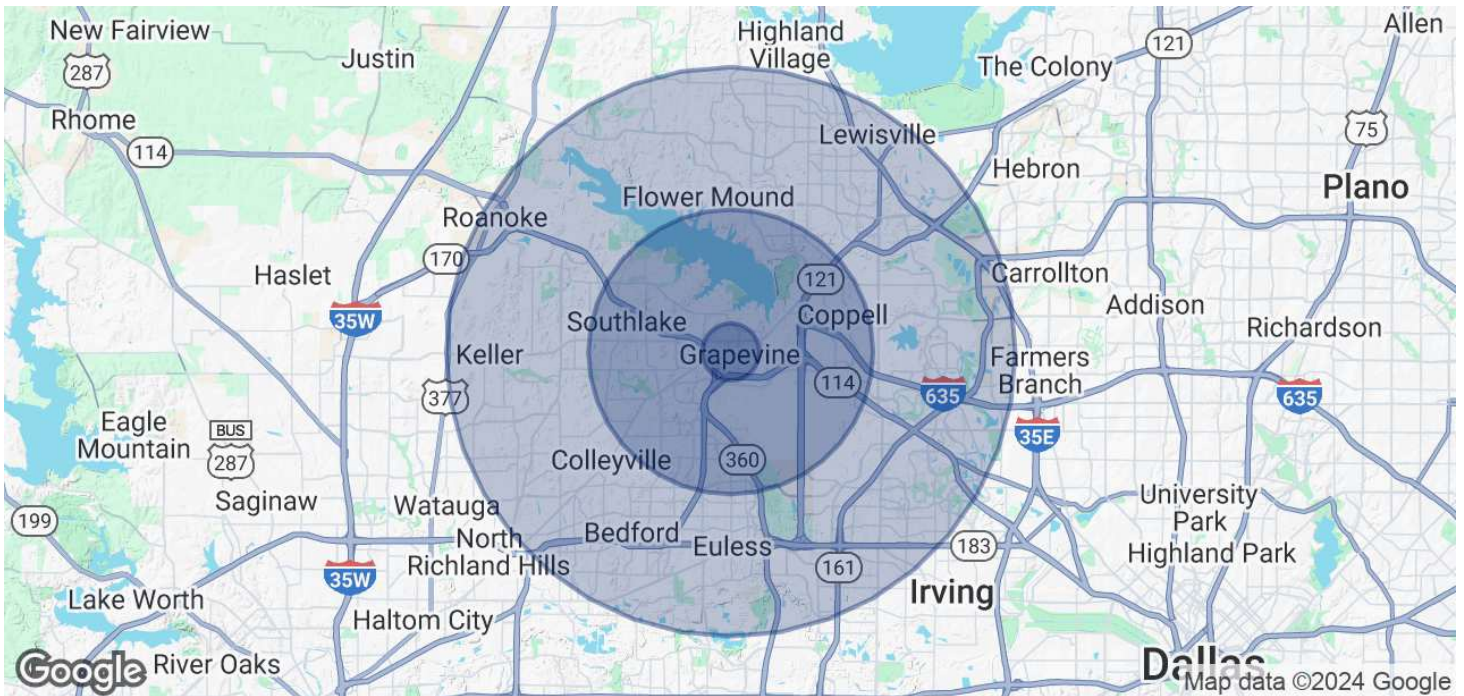 New Fairview
287
Justin
Highland
Village
121
Allen
The Colony
Rhome
114
Lewisville
75
Hebron
Plano
Flower Mound
Roanoke
170
Haslet
121
Carrollton
Addison
35W
Southlake
Coppell
Richardson
Keller
Grapevine
Farmers
Branch
377
114
635
635
Eagle
Mountain
BUS
287
35E
Colleyville
360
Saginaw
Watauga
University
Park
199
North
Richland Hills
Bedford
Euless
183
Highland Park
35W
161
Irving
Lake Worth
Haltom City
Google
River Oaks
Dallas
Map data ©2024 Google